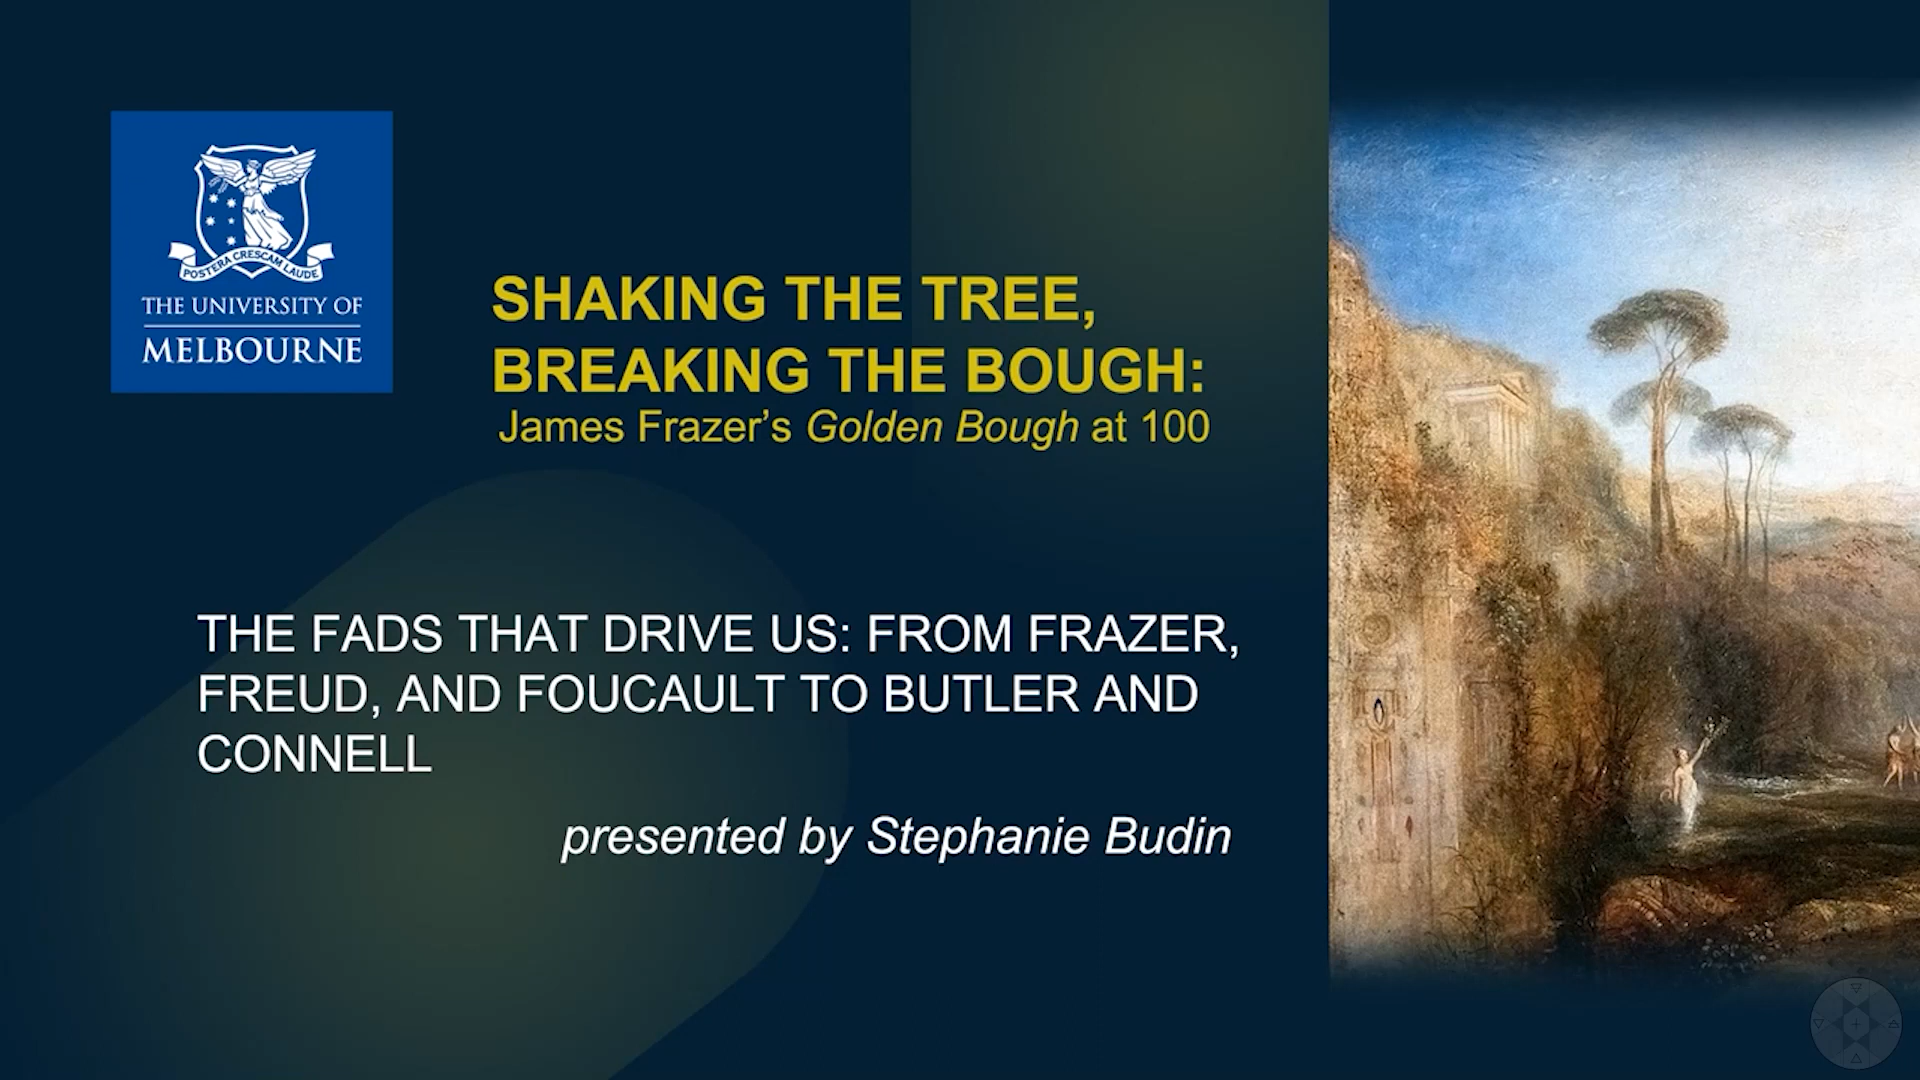 POSTERA CRESCAM LAUDE
THE UNIVERSITY OF
MELBOURNE
SHAKING THE TREE,
BREAKING THE BOUGH:
James Frazer’s Golden Bough at 100
THE FADS THAT DRIVE US: FROM FRAZER,
FREUD, AND FOUCAULT TO BUTLER AND
CONNELL
presented by Stephanie Budin